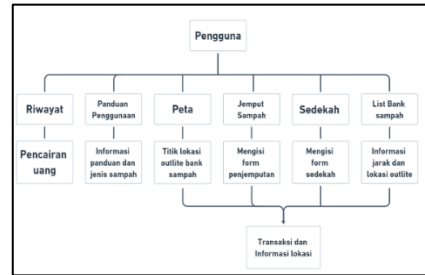 Pengguna
Riwayat
Panduan
Penggunaan
Peta
Jemput
Sampah
Sedekah
List Bank
sampah
Pencairan
uang
Informasi
panduan dan
jenis sampah
Titik lokasi
outlite bank
sampah
Mengisi
form
penjemputan
Mengisi
form
sedekah
Informasi
jarak dan
lokasi outlite
Transaksi dan
Informasi lokasi